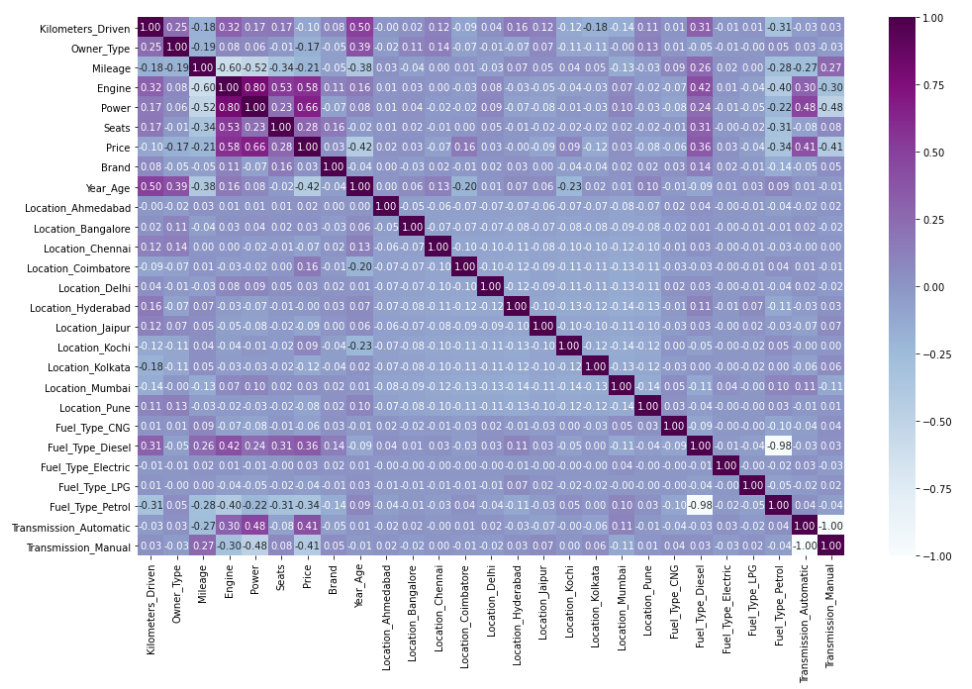 Kilometers_Driven 1.00 0.25 -0.18 0.32 0.17 0.17 -0.10 0.08 0.50 -0.00 0.02 0.12 -0.09 0.04 0.16 0.12 -0.12 -0.18 -0.14 0.11 0.01 0.31 -0.01 0.01 -0.31 -0.03 0.03 1.00
Owner_Type 0.25 1.00 -0.19 0.08 0.06 -0.01 -0.17 -0.05 0.39 -0.02 0.11 0.14 -0.07 -0.01 -0.07 0.07 -0.11 -0.11 -0.00 0.13 0.01 -0.05 -0.01 0.00 0.05 0.03 -0.03
Mileage -0.18 -0.19 1.00 -0.60 -0.52 -0.34 -0.21 -0.05 -0.38 0.03 -0.04 0.00 0.01 -0.03 0.07 0.05 0.04 0.05 -0.13 -0.03 0.09 0.26 0.02 0.00 -0.28 -0.27 0.27
Engine 0.32 0.08 -0.60 1.00 0.80 0.53 0.58 0.11 0.16 0.01 0.03 0.00 -0.03 0.08 -0.03 -0.05 -0.04 -0.03 0.07 -0.02 -0.07 0.42 0.01 -0.01 -0.40 0.30 -0.30 0.75
Power 0.17 0.06 -0.52 0.80 1.00 0.23 0.66 -0.07 0.08 0.01 0.04 -0.02 -0.02 0.09 -0.07 -0.08 -0.01 -0.03 0.10 -0.03 -0.08 0.24 -0.01 -0.05 -0.22 0.48 -0.48
Seats 0.17 -0.01 -0.34 0.53 0.23 1.00 0.28 0.16 -0.02 0.01 0.02 -0.01 0.00 0.05 -0.01 -0.02 -0.02 -0.02 0.02 -0.02 -0.01 0.31 -0.00 0.01 -0.31 -0.08 0.08
Price -0.10 -0.17 -0.21 0.58 0.66 0.28 1.00 0.03 -0.42 -0.02 0.03 -0.07 0.16 0.03 -0.04 -0.09 0.09 -0.12 0.03 -0.08 -0.04 0.36 0.03 -0.01 -0.34 0.41 -0.41 0.50
Brand 0.08 -0.05 -0.05 0.11 -0.07 0.16 0.03 1.00 -0.04 0.00 -0.03 0.02 -0.01 0.02 0.00 0.00 -0.04 -0.04 0.02 0.02 0.03 0.14 0.02 -0.01 -0.14 -0.05 0.05
Year_Age 0.50 0.39 -0.38 0.16 0.08 -0.02 -0.42 -0.04 1.00 -0.00 0.06 0.13 -0.20 0.01 0.07 0.06 -0.23 0.02 0.01 0.10 -0.01 -0.09 0.01 0.03 0.09 0.01 -0.01
Location_Ahmedabad -0.00 -0.02 0.03 0.01 0.01 0.01 -0.02 0.00 -0.00 1.00 -0.05 -0.06 -0.07 -0.07 -0.07 -0.06 -0.07 -0.07 -0.08 -0.07 0.02 0.04 -0.00 -0.01 -0.04 -0.02 0.02 0.25
Location_Bangalore 0.02 0.11 -0.04 0.03 0.04 0.02 0.03 -0.03 0.06 -0.05 1.00 -0.07 -0.07 -0.07 -0.08 -0.07 -0.08 -0.08 -0.09 -0.08 -0.02 0.01 -0.00 -0.01 -0.01 0.02 -0.02
Location_Chennai 0.12 0.14 0.00 0.00 -0.02 -0.01 -0.07 0.02 0.13 -0.06 -0.07 1.00 -0.10 -0.10 -0.11 -0.08 -0.11 -0.10 -0.12 -0.10 -0.01 0.03 -0.01 -0.01 -0.03 -0.00 0.00
Location_Coimbatore -0.09 -0.07 0.01 -0.03 -0.02 0.00 0.16 -0.01 -0.20 -0.07 -0.07 -0.10 1.00 -0.10 -0.12 -0.09 -0.11 -0.11 -0.13 -0.11 -0.03 -0.03 -0.00 -0.01 0.04 0.01 -0.01
Location_Delhi 0.04 -0.01 -0.03 0.08 0.09 0.05 0.03 0.02 0.01 -0.07 -0.07 -0.10 -0.10 1.00 -0.12 -0.09 -0.11 -0.11 -0.13 -0.11 0.02 0.03 -0.01 -0.01 -0.04 0.02 -0.02 0.00
Location_Hyderabad 0.16 -0.07 0.07 -0.03 -0.07 -0.01 -0.04 0.00 0.07 -0.07 -0.08 -0.11 -0.12 -0.12 1.00 -0.10 -0.13 -0.12 -0.14 -0.13 -0.03 0.11 -0.01 0.07 -0.11 -0.03 0.03
Location_Jaipur 0.12 0.07 0.05 -0.05 -0.08 -0.02 -0.09 0.00 0.06 -0.06 -0.07 -0.08 -0.09 -0.09 -0.10 1.00 -0.10 -0.10 -0.11 -0.10 -0.03 0.03 -0.00 0.02 -0.03 -0.07 0.07
Location_Kochi -0.12 -0.11 0.04 -0.04 -0.01 -0.02 0.09 -0.04 -0.23 -0.07 -0.08 -0.11 -0.11 -0.11 -0.13 -0.10 1.00 -0.12 -0.14 -0.12 0.00 -0.05 -0.01 -0.02 0.05 -0.00 0.00 -0.25
Location_Kolkata -0.18 -0.11 0.05 -0.03 -0.03 -0.02 -0.12 -0.04 0.02 -0.07 -0.08 -0.10 -0.11 -0.11 -0.12 -0.10 -0.12 1.00 -0.13 -0.12 -0.04 0.01 -0.01 -0.01 0.00 -0.06 0.06
Location_Mumbai -0.14 -0.00 -0.13 0.07 0.10 0.02 0.03 0.02 0.01 -0.08 -0.09 -0.12 -0.13 -0.13 -0.14 -0.11 -0.14 -0.13 1.00 -0.14 0.05 -0.11 0.04 -0.02 0.10 0.11 -0.11
Location_Pune 0.11 0.13 -0.03 -0.02 -0.03 -0.02 -0.08 0.02 0.10 -0.07 -0.08 -0.10 -0.11 -0.11 -0.13 -0.10 -0.12 -0.12 -0.14 1.00 0.03 -0.04 -0.00 -0.01 0.03 -0.01 0.01
Fuel_Type_CNG 0.01 0.01 0.09 -0.07 -0.08 -0.01 -0.04 0.03 -0.01 0.02 -0.02 -0.01 -0.03 0.02 -0.03 -0.03 0.00 -0.04 0.05 0.03 1.00 -0.09 -0.00 -0.00 -0.10 -0.04 0.04 -0.50
Fuel_Type_Diesel 0.31 -0.05 0.26 0.42 0.24 0.31 0.36 0.14 -0.09 0.04 0.01 0.03 -0.03 0.03 0.11 0.03 -0.05 0.01 -0.11 -0.04 -0.09 1.00 -0.01 -0.04 -0.98 -0.03 0.03
Fuel_Type_Electric -0.01 -0.01 0.02 0.01 -0.01 -0.00 0.03 0.02 0.01 -0.00 -0.00 -0.01 -0.00 -0.01 -0.01 -0.00 -0.01 -0.01 0.04 -0.00 -0.00 -0.01 1.00 -0.00 -0.02 0.03 -0.03
Fuel_Type_LPG 0.01 0.00 0.00 -0.01 -0.05 0.01 -0.01 -0.01 0.03 -0.01 -0.01 -0.01 -0.01 -0.01 0.07 0.02 -0.02 -0.01 -0.02 -0.01 -0.00 -0.04 -0.00 1.00 -0.05 -0.02 0.02 -0.75
Fuel_Type_Petrol -0.31 0.05 -0.28 -0.40 -0.22 -0.31 -0.34 -0.14 0.09 -0.04 -0.01 -0.03 0.04 -0.04 -0.11 -0.03 0.05 0.00 0.10 0.03 -0.10 -0.98 -0.02 -0.05 1.00 0.04 -0.04
Transmission_Automatic -0.03 0.03 -0.27 0.30 0.48 -0.08 0.41 -0.05 0.01 -0.02 0.02 -0.00 0.01 0.02 -0.03 -0.07 -0.00 -0.06 0.11 -0.01 -0.04 -0.03 0.03 -0.02 0.04 1.00 -1.00
Transmission_Manual 0.03 -0.03 0.27 -0.30 -0.48 0.08 -0.41 0.05 -0.01 0.02 -0.02 0.00 -0.01 -0.02 0.03 0.07 0.00 0.06 -0.11 0.01 0.04 0.03 -0.03 0.02 -0.04 -1.00 1.00 -1.00
Kilometers_Driven
Owner_Type
Mileage
Engine
Power
Seats
Price
Brand
Year_Age
Location_Ahmedabad
Location_Bangalore
Location_Chennai
Location_Coimbatore
Location_Delhi
Location_Hyderabad
Location_Jaipur
Location_Kochi
Location_Kolkata
Location_Mumbai
Location_Pune
Fuel_Type_CNG
Fuel_Type_Diesel
Fuel_Type_Electric
Fuel_Type_LPG
Fuel_Type_Petrol
Transmission_Automatic
Transmission_Manual